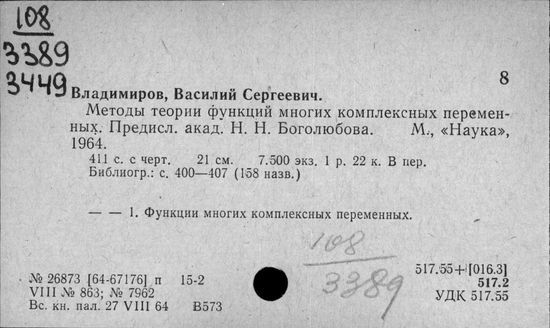 108
3389
3449
8
Владимиров, Василий Сергеевич.
Методы теории функций многих комплексных перемен-
ных. Предисл. акад. Н. Н. Боголюбова. М., «Наука»,
1964.
411 с. с черт. 21 см. 7.500 экз. 1 р. 22 к. В пер.
Библиогр.: с. 400—407 (158 назв.)
— — 1. Функции многих комплексных переменных.
108
3389
517.55+[016.3]
№ 26873 [64-67176] п 15-2
517.2
VIII № 863; № 7962
УДК 517.55
Вс. кн. пал. 27 VIII 64 В573